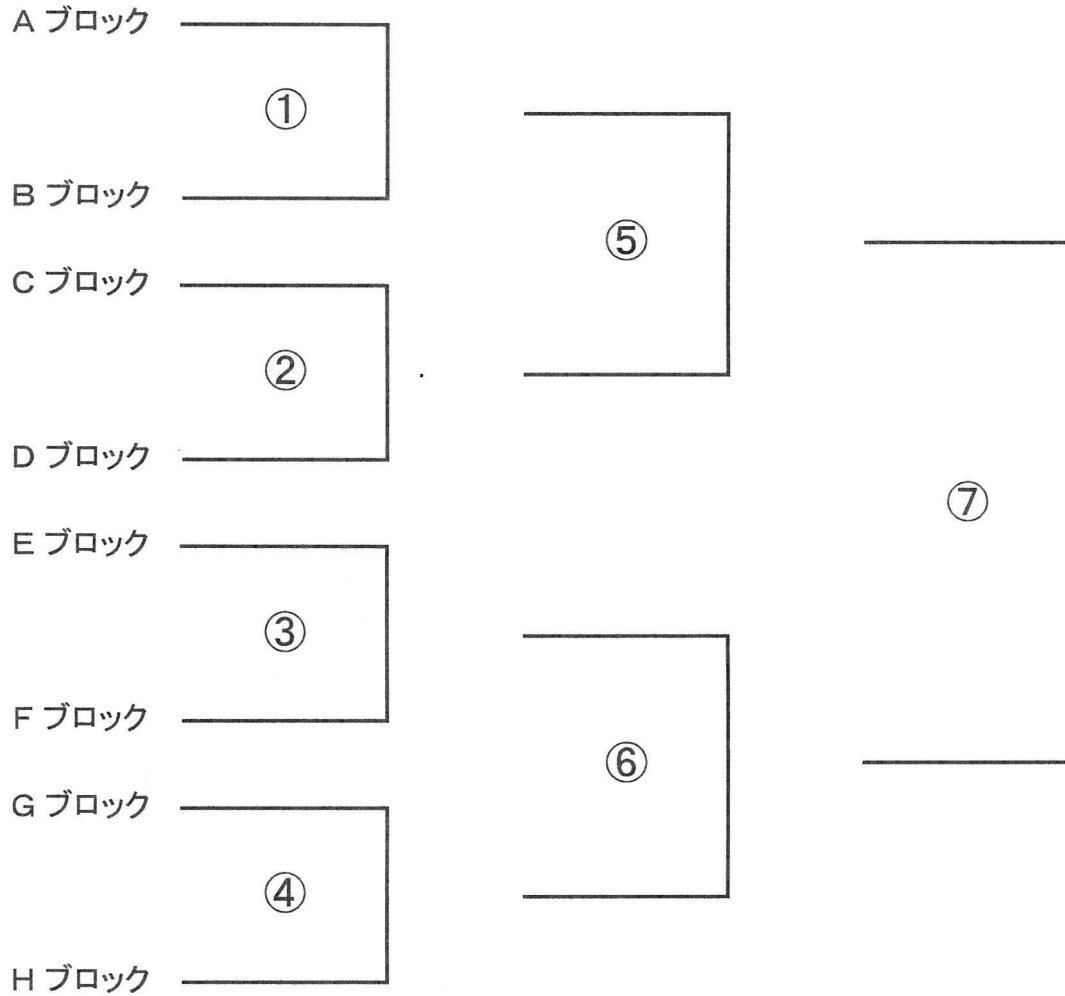 A ブロック
①
B ブロック
⑤
C ブロック
②
D ブロック
⑦
E ブロック
③
F ブロック
⑥
G ブロック
④
H ブロック